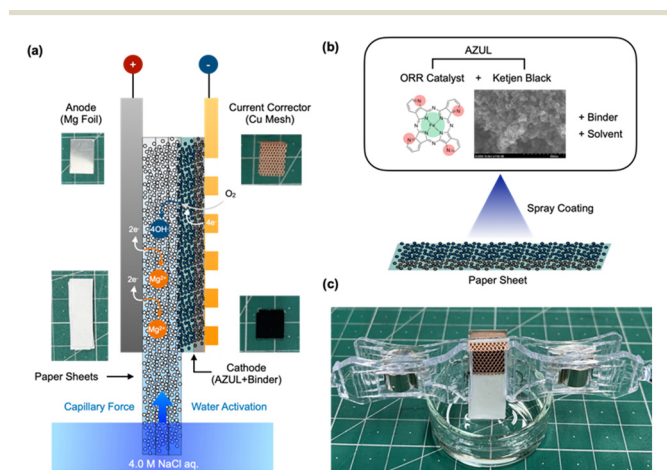 (a)
+
-
Anode
(Mg Foil)
Current Corrector
(Cu Mesh)
O₂
4OH⁻
4e⁻
2e⁻
Mg²⁺
2e⁻
Mg²⁺
Paper Sheets
Cathode
(AZUL+Binder)
Capillary Force
Water Activation
4.0 M NaCl aq.
(b)
AZUL
ORR Catalyst + Ketjen Black
+ Binder
+ Solvent
Spray Coating
Paper Sheet
(c)